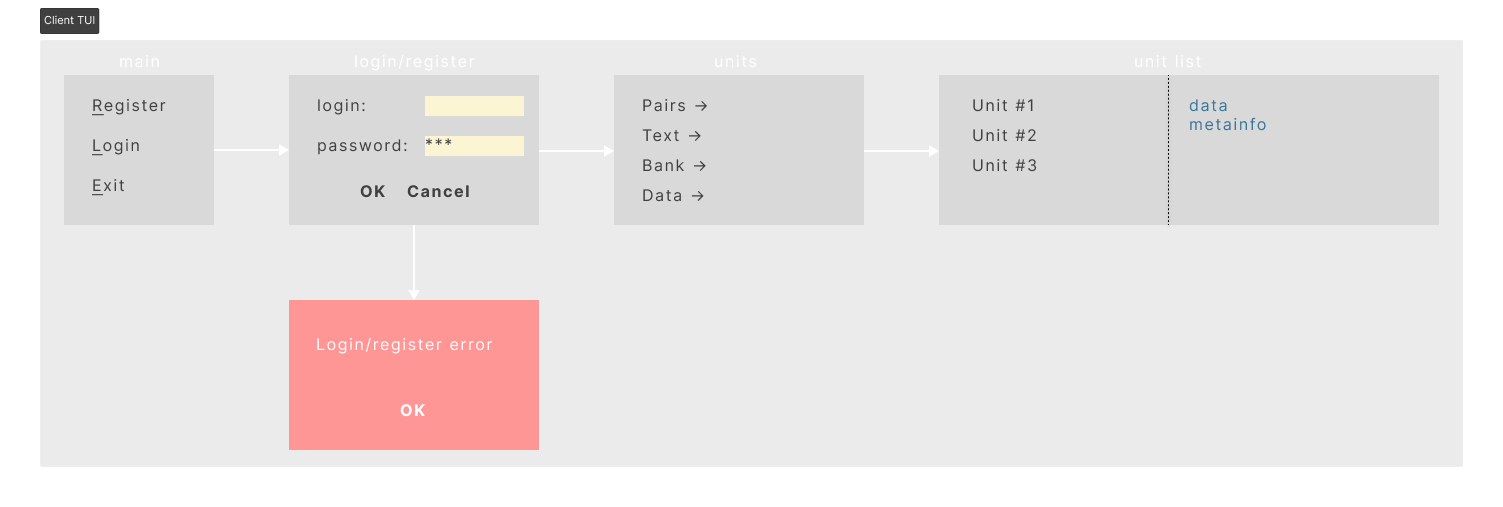 Client TUI
main
Register
Login
Exit
login/register
login:
password: ***
OK Cancel
Login/register error
OK
units
Pairs →
Text →
Bank →
Data →
unit list
Unit #1
Unit #2
Unit #3
data
metainfo